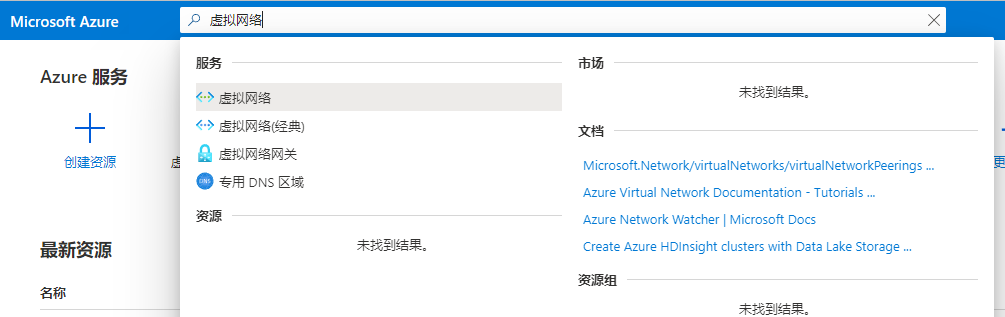 Microsoft Azure
虚拟网络
Azure 服务
创建资源
虚
更
最新资源
名称
服务
虚拟网络
虚拟网络(经典)
虚拟网络网关
DNS 专用 DNS 区域
资源
未找到结果。
市场
未找到结果。
文档
Microsoft.Network/virtualNetworks/virtualNetworkPeerings ...
Azure Virtual Network Documentation - Tutorials ...
Azure Network Watcher | Microsoft Docs
Create Azure HDInsight clusters with Data Lake Storage ...
资源组
未找到结果。